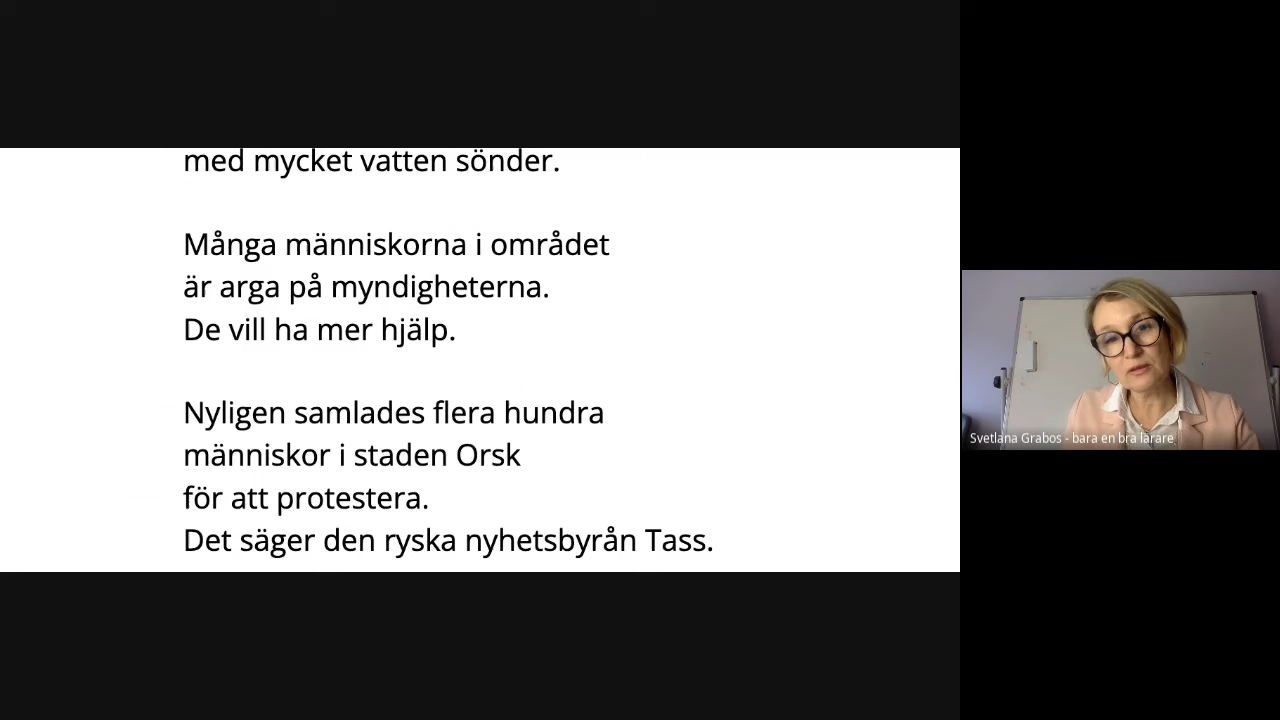 med mycket vatten sönder.
Många människorna i området
är arga på myndigheterna.
De vill ha mer hjälp.
Nyligen samlades flera hundra
människor i staden Orsk
för att protestera.
Det säger den ryska nyhetsbyrån Tass.
Svetlana Grabos - bara en bra lärare